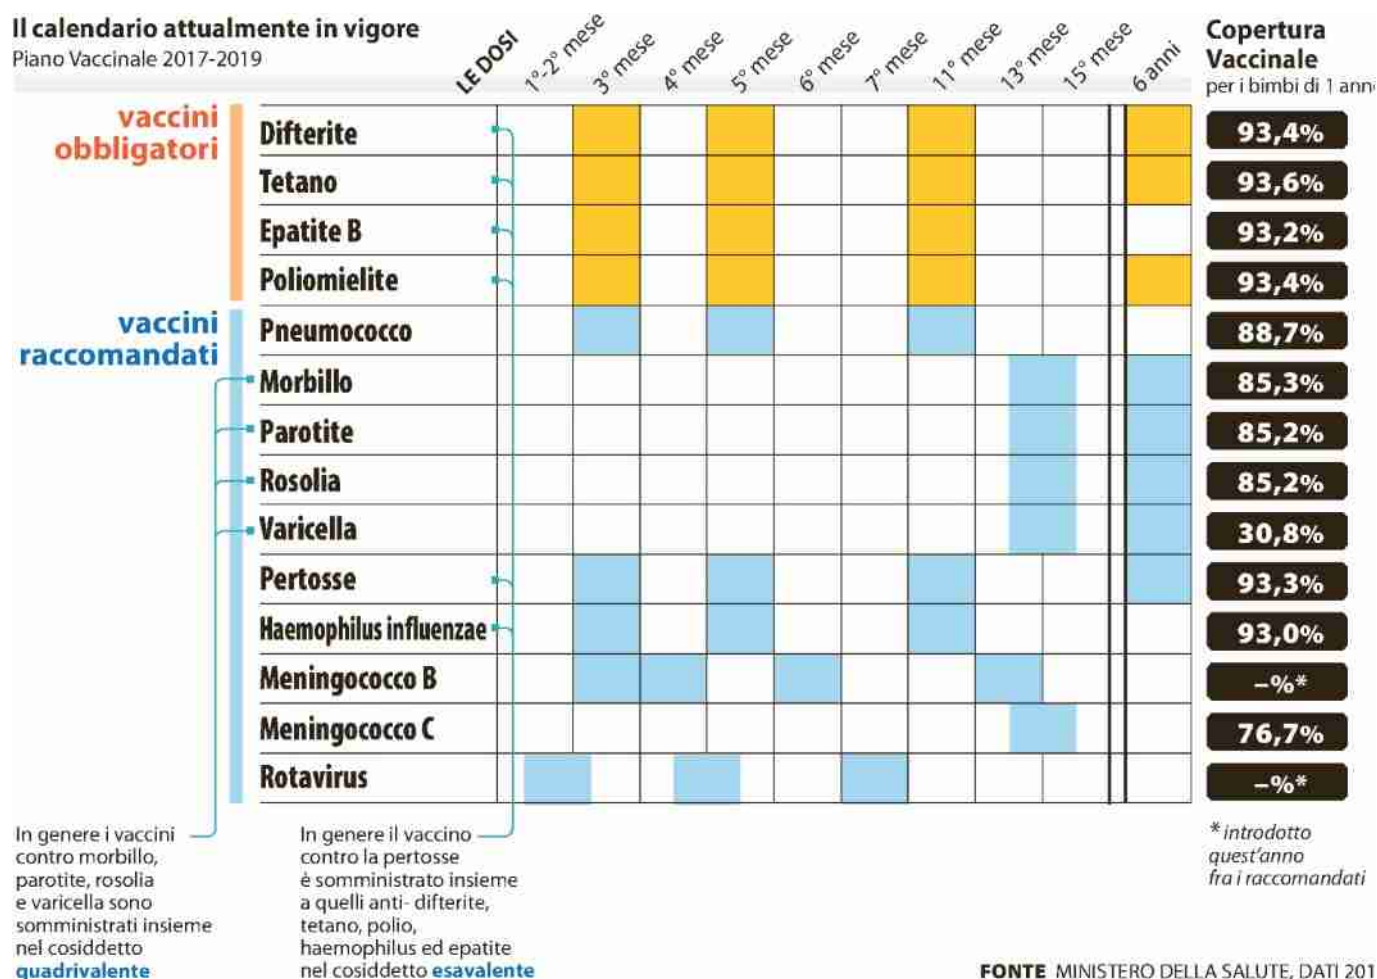 Il calendario attualmente in vigore
Piano Vaccinale 2017-2019
LE DOSI
1°-2° mese
3° mese
4° mese
5° mese
6° mese
7° mese
11° mese
13° mese
15° mese
6 anni
Copertura
Vaccinale
per i bimbi di 1 ann
vaccini
obbligatori
Difterite
93,4%
Tetano
93,6%
Epatite B
93,2%
Poliomielite
93,4%
vaccini
raccomandati
Pneumococco
88,7%
Morbillo
85,3%
Parotite
85,2%
Rosolia
85,2%
Varicella
30,8%
Pertosse
93,3%
Haemophilus influenzae
93,0%
Meningococco B
–%*
Meningococco C
76,7%
Rotavirus
–%*
In genere i vaccini
contro morbillo,
parotite, rosolia
e varicella sono
somministrati insieme
nel cosiddetto
quadrivalente
In genere il vaccino
contro la pertosse
è somministrato insieme
a quelli anti- difterite,
tetano, polio,
haemophilus ed epatite
nel cosiddetto esavalente
* introdotto
quest'anno
fra i raccomandati
FONTE MINISTERO DELLA SALUTE, DATI 201